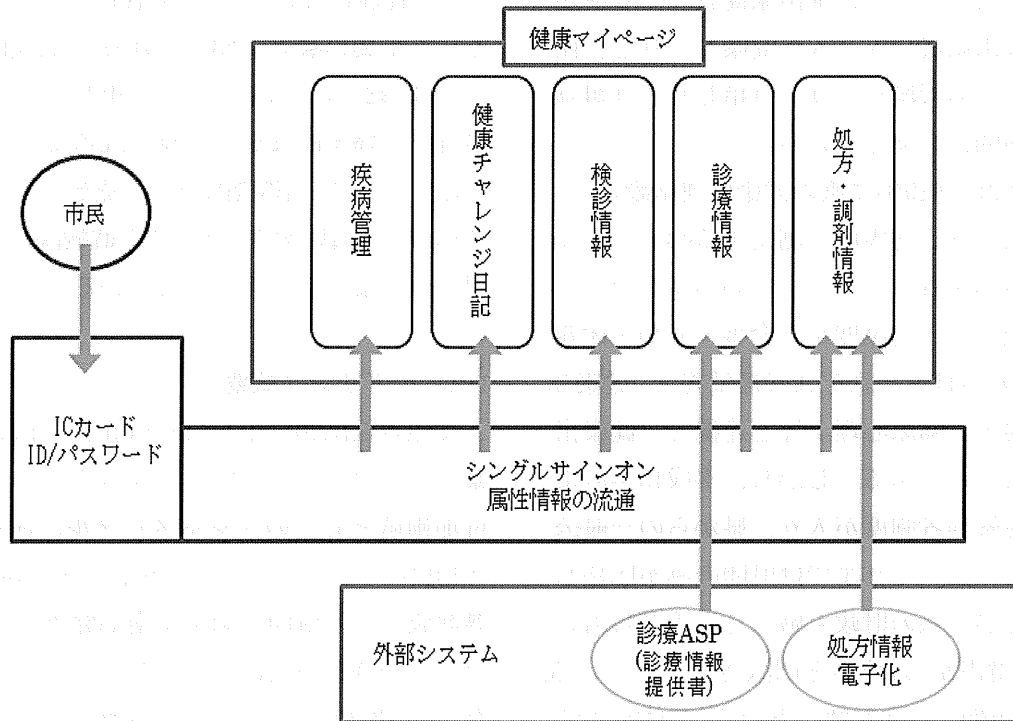 健康マイページ
疾病管理
健康チャレンジ日記
検診情報
診療情報
処方・調剤情報
市民
ICカード
ID/パスワード
シングルサインオン
属性情報の流通
外部システム
診療ASP
(診療情報
提供書)
処方情報
電子化